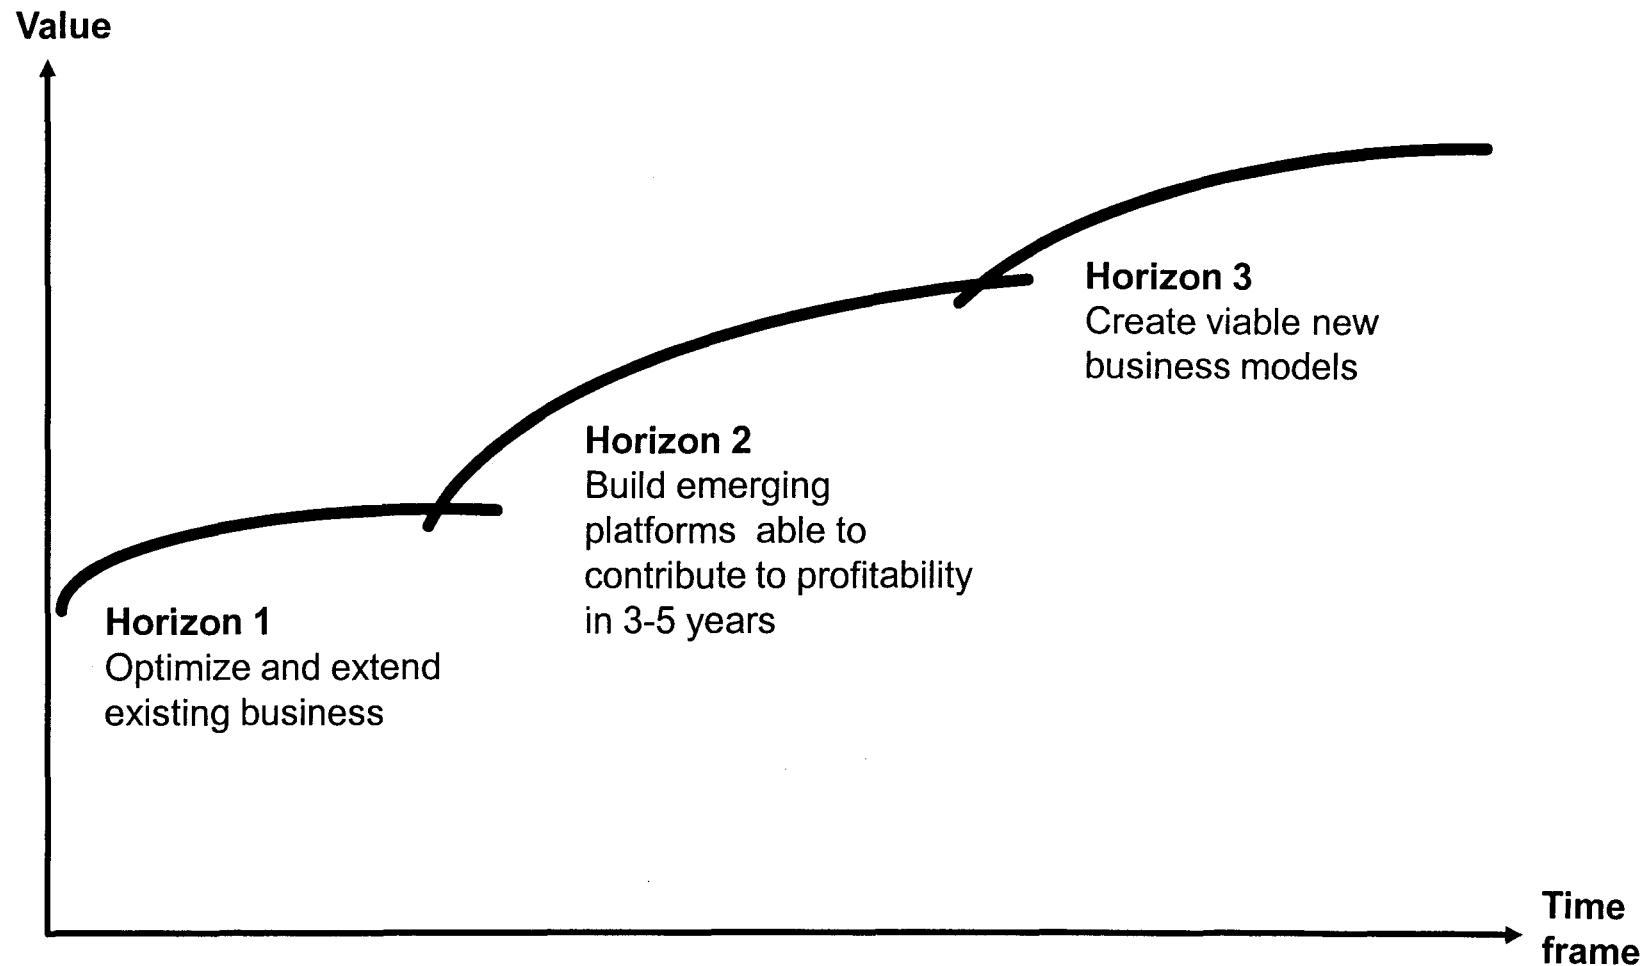 Value
Horizon 3
Create viable new
business models
Horizon 2
Build emerging
platforms able to
contribute to profitability
in 3-5 years
Horizon 1
Optimize and extend
existing business
Time
frame